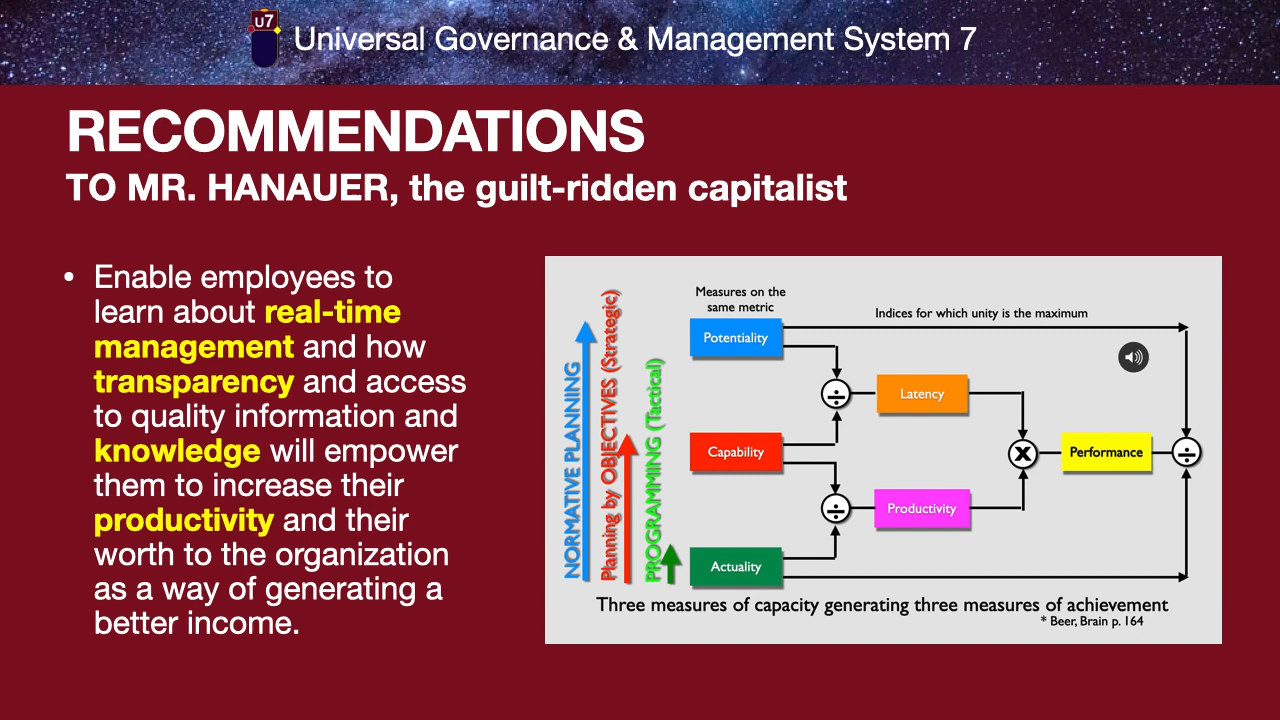 U7
Universal Governance & Management System 7
RECOMMENDATIONS
TO MR. HANAUER, the guilt-ridden capitalist
• Enable employees to
learn about real-time
management and how
transparency and access
to quality information and
knowledge will empower
them to increase their
productivity and their
worth to the organization
as a way of generating a
better income.
NORMATIVE PLANNING
Planning by OBJECTIVES (Strategic)
PROGRAMMING (Tactical)
Measures on the
same metric
Indices for which unity is the maximum
Potentiality
÷
Latency
Capability
X
Performance
÷
÷
Productivity
Actuality
Three measures of capacity generating three measures of achievement
* Beer, Brain p. 164